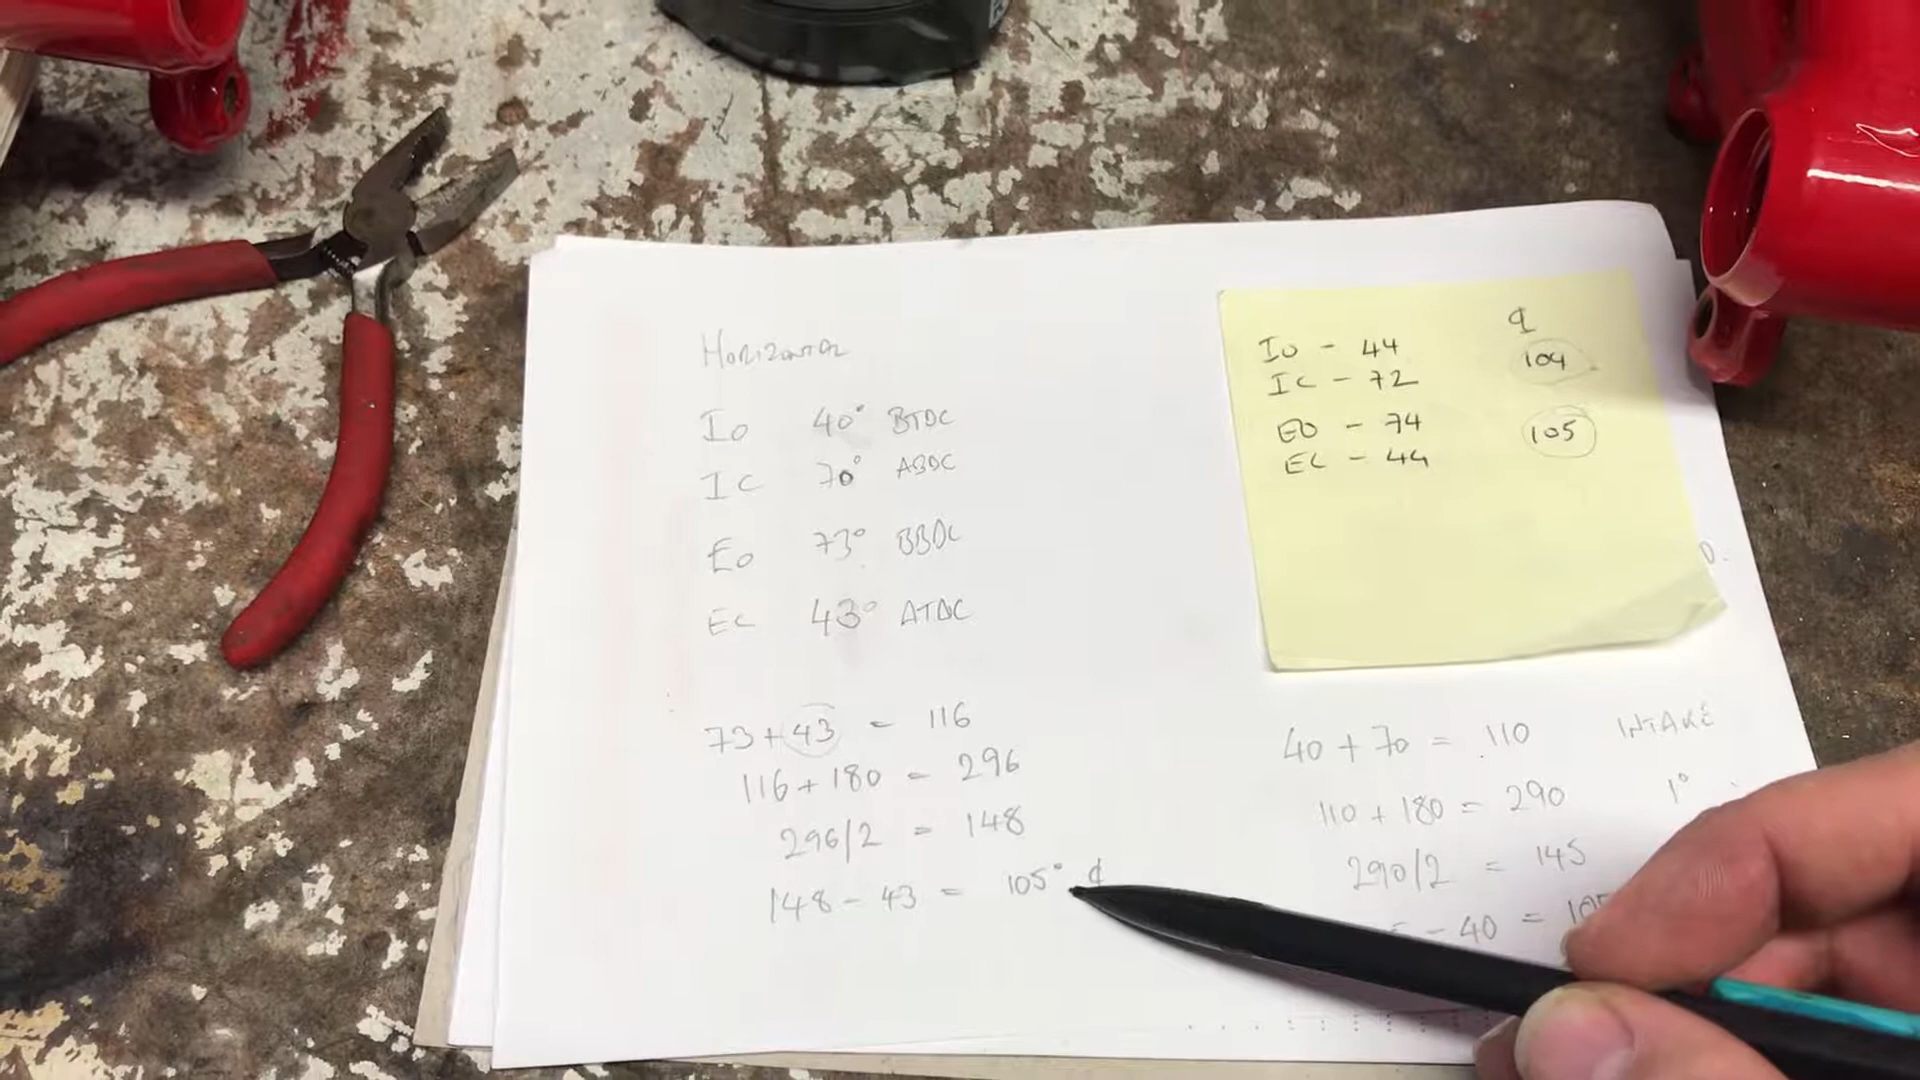 HORIZONTAL
IO 40° BTDC
IC 70° ABDC
EO 73° BBDC
EC 43° ATDC
73 + 43 = 116
116 + 180 = 296
296/2 = 148
148 - 43 = 105° ¢
IO - 44
IC - 72
104
EO - 74
EC - 44
105
40 + 70 = 110 INTAKE
110 + 180 = 290 1°
290/2 = 145
- 40 = 105